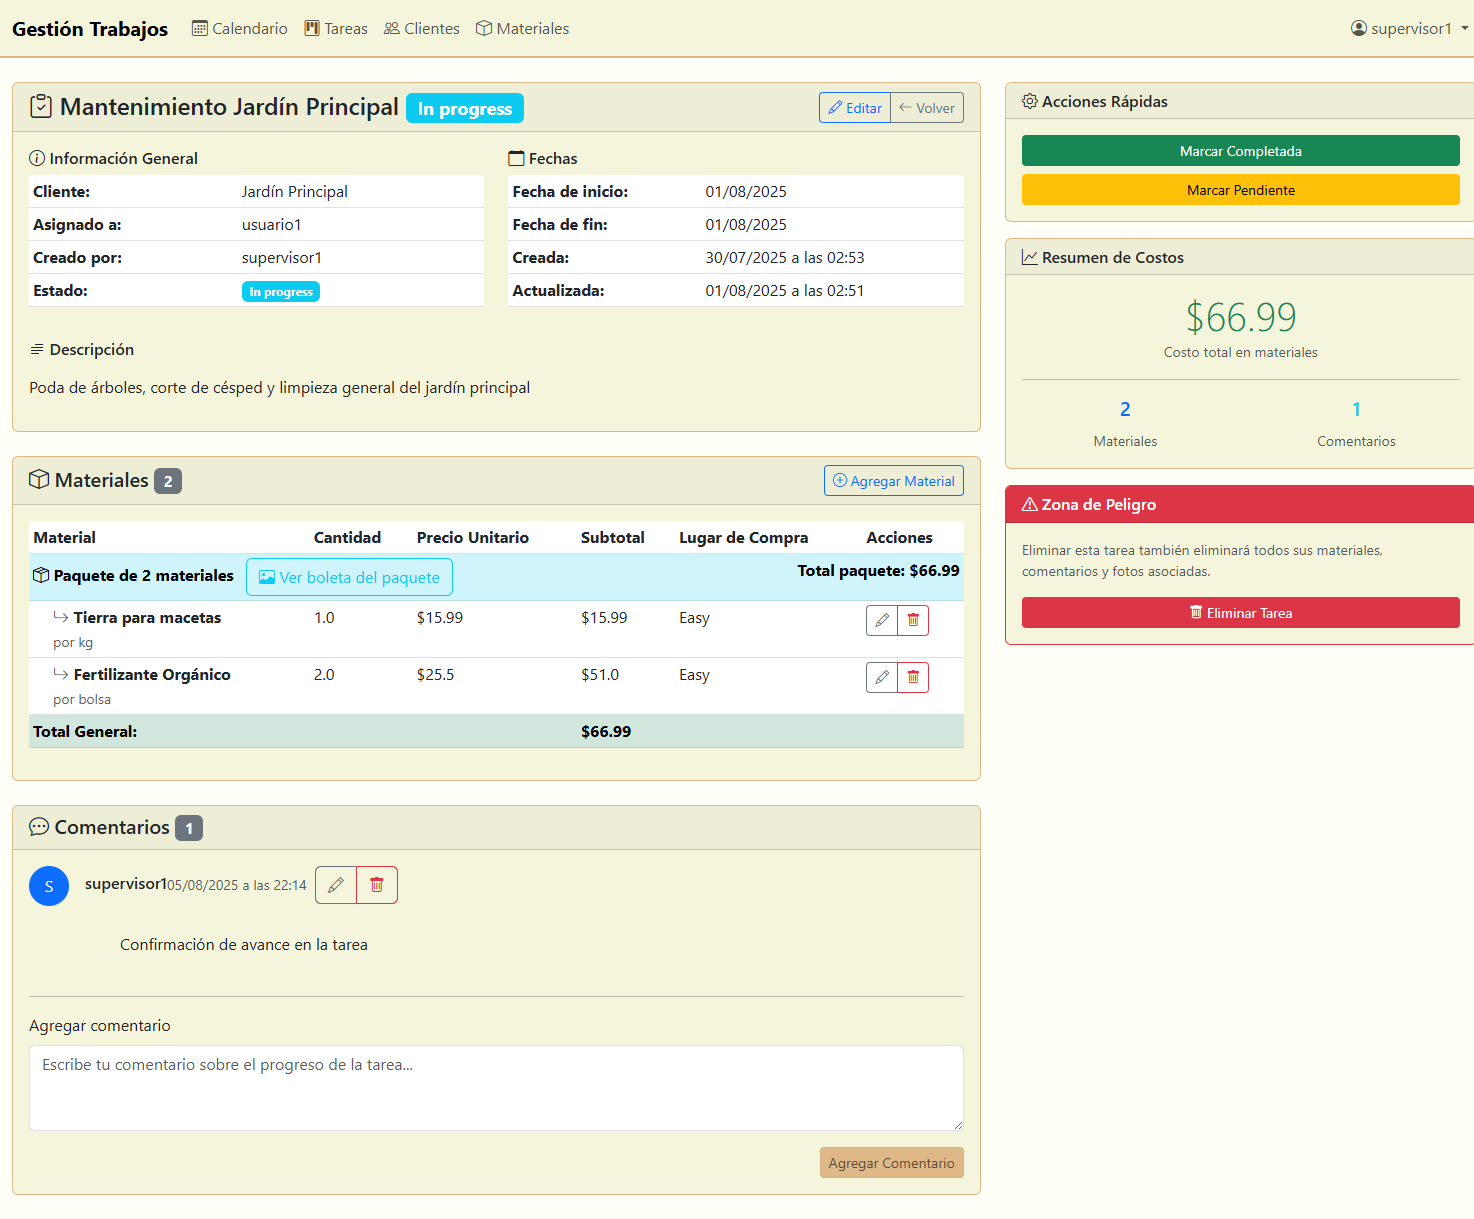 Gestión Trabajos Calendario Tareas Clientes Materiales supervisor1
Mantenimiento Jardín Principal In progress Editar Volver
Información General
Cliente: Jardín Principal
Asignado a: usuario1
Creado por: supervisor1
Estado: In progress
Fechas
Fecha de inicio: 01/08/2025
Fecha de fin: 01/08/2025
Creada: 30/07/2025 a las 02:53
Actualizada: 01/08/2025 a las 02:51
Descripción
Poda de árboles, corte de césped y limpieza general del jardín principal
Materiales 2 Agregar Material
Material Cantidad Precio Unitario Subtotal Lugar de Compra Acciones
Paquete de 2 materiales Ver boleta del paquete Total paquete: $66.99
Tierra para macetas 1.0 $15.99 $15.99 Easy
por kg
Fertilizante Orgánico 2.0 $25.5 $51.0 Easy
por bolsa
Total General: $66.99
Comentarios 1
S supervisor105/08/2025 a las 22:14
Confirmación de avance en la tarea
Agregar comentario
Escribe tu comentario sobre el progreso de la tarea...
Agregar Comentario
Acciones Rápidas
Marcar Completada
Marcar Pendiente
Resumen de Costos
$66.99
Costo total en materiales
2 1
Materiales Comentarios
Zona de Peligro
Eliminar esta tarea también eliminará todos sus materiales,
comentarios y fotos asociadas.
Eliminar Tarea